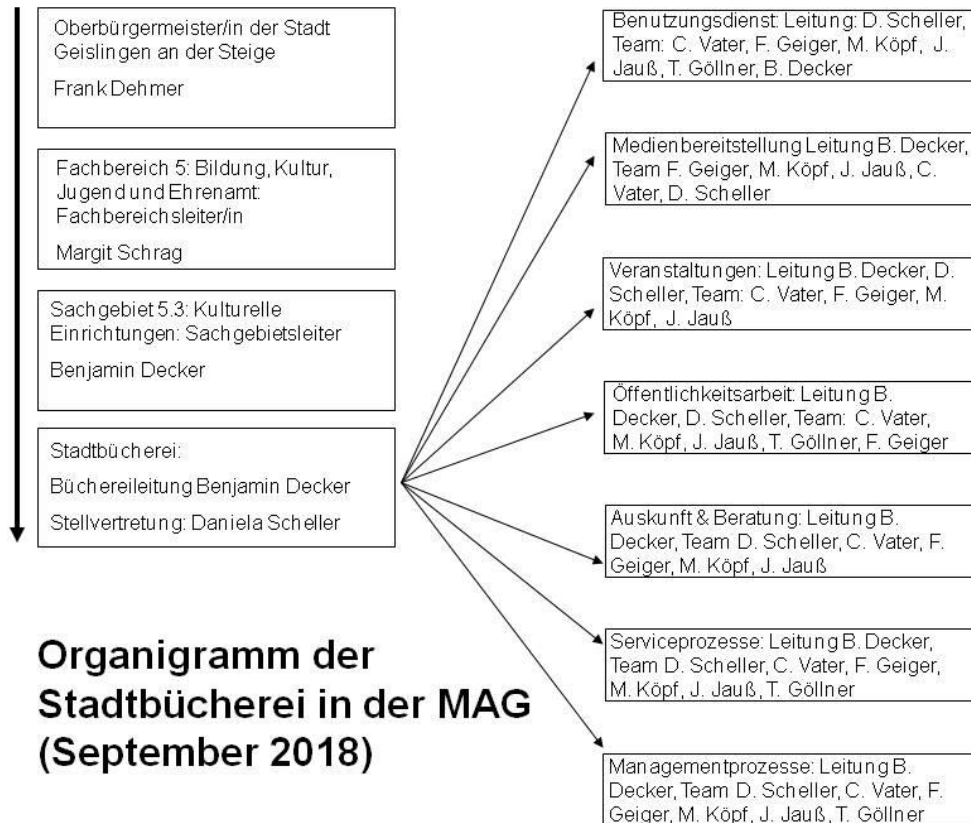 Oberbürgermeister/in der Stadt
Geislingen an der Steige
Frank Dehmer
Fachbereich 5: Bildung, Kultur,
Jugend und Ehrenamt:
Fachbereichsleiter/in
Margit Schrag
Sachgebiet 5.3: Kulturelle
Einrichtungen: Sachgebietsleiter
Benjamin Decker
Stadtbücherei:
Büchereileitung Benjamin Decker
Stellvertretung: Daniela Scheller
Organigramm der
Stadtbücherei in der MAG
(September 2018)
Benutzungsdienst: Leitung: D. Scheller,
Team: C. Vater, F. Geiger, M. Köpf, J.
Jauß, T. Göllner, B. Decker
Medienbereitstellung Leitung B. Decker,
Team F. Geiger, M. Köpf, J. Jauß, C.
Vater, D. Scheller
Veranstaltungen: Leitung B. Decker, D.
Scheller, Team: C. Vater, F. Geiger, M.
Köpf, J. Jauß
Öffentlichkeitsarbeit: Leitung B.
Decker, D. Scheller, Team: C. Vater,
M. Köpf, J. Jauß, T. Göllner, F. Geiger
Auskunft & Beratung: Leitung B.
Decker, Team D. Scheller, C. Vater, F.
Geiger, M. Köpf, J. Jauß
Serviceprozesse: Leitung B. Decker,
Team D. Scheller, C. Vater, F. Geiger,
M. Köpf, J. Jauß, T. Göllner
Managementprozesse: Leitung B.
Decker, Team D. Scheller, C. Vater, F.
Geiger, M. Köpf, J. Jauß, T. Göllner